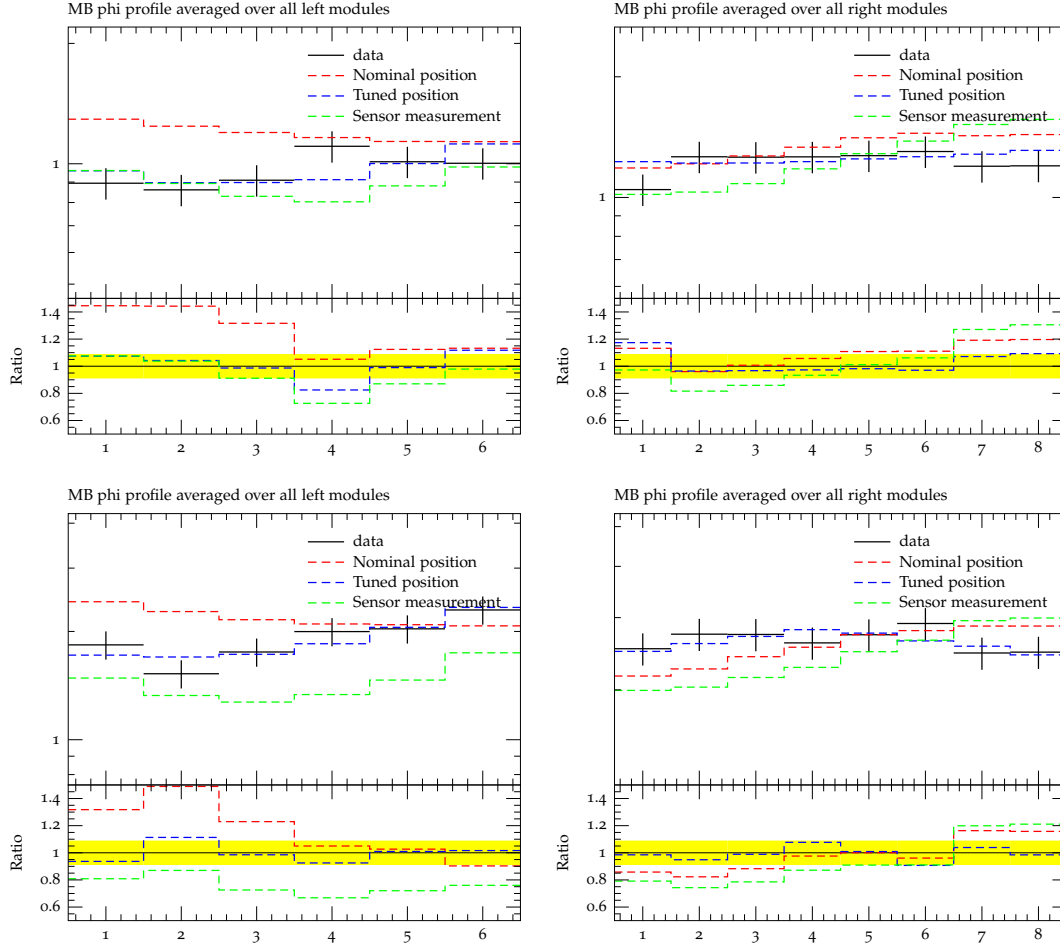 MB phi profile averaged over all left modules
data
Nominal position
Tuned position
Sensor measurement
1
1.4
1.2
1
0.8
0.6
Ratio
1 2 3 4 5 6
MB phi profile averaged over all right modules
data
Nominal position
Tuned position
Sensor measurement
1
1.4
1.2
1
0.8
0.6
Ratio
1 2 3 4 5 6 7 8
MB phi profile averaged over all left modules
data
Nominal position
Tuned position
Sensor measurement
1
1.4
1.2
1
0.8
0.6
Ratio
1 2 3 4 5 6
MB phi profile averaged over all right modules
data
Nominal position
Tuned position
Sensor measurement
1.4
1.2
1
0.8
0.6
Ratio
1 2 3 4 5 6 7 8